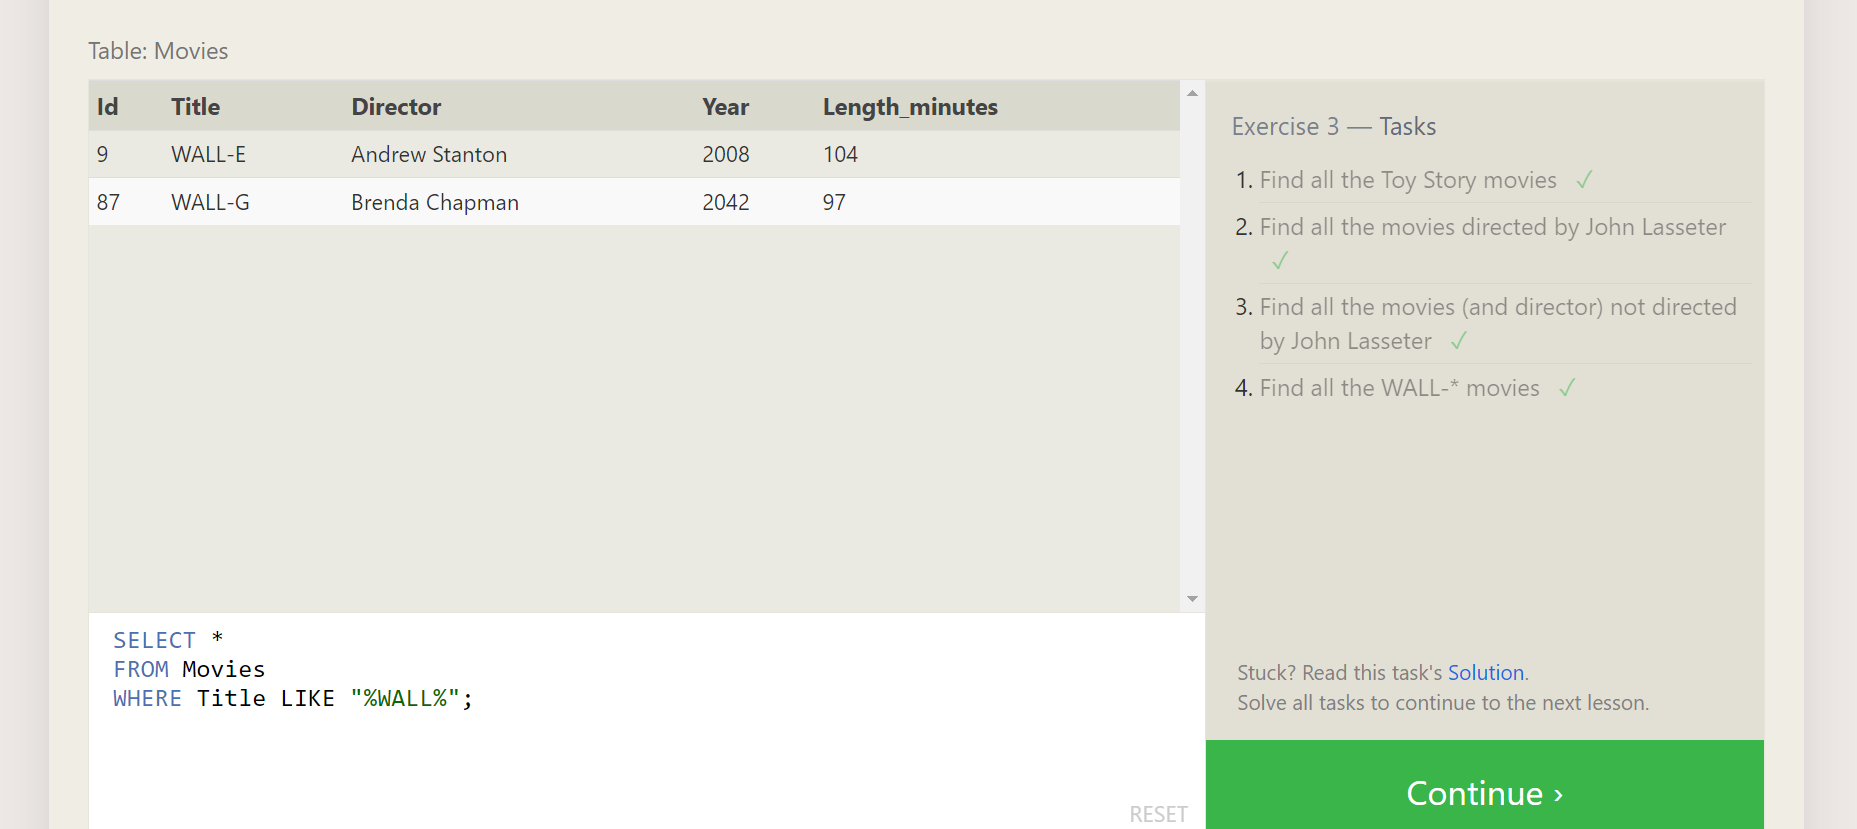 Table: Movies
Id Title Director Year Length_minutes
9 WALL-E Andrew Stanton 2008 104
87 WALL-G Brenda Chapman 2042 97
SELECT *
FROM Movies
WHERE Title LIKE "%WALL%";
RESET
Exercise 3 — Tasks
1. Find all the Toy Story movies ✓
2. Find all the movies directed by John Lasseter
✓
3. Find all the movies (and director) not directed
by John Lasseter ✓
4. Find all the WALL-* movies ✓
Stuck? Read this task's Solution.
Solve all tasks to continue to the next lesson.
Continue ›